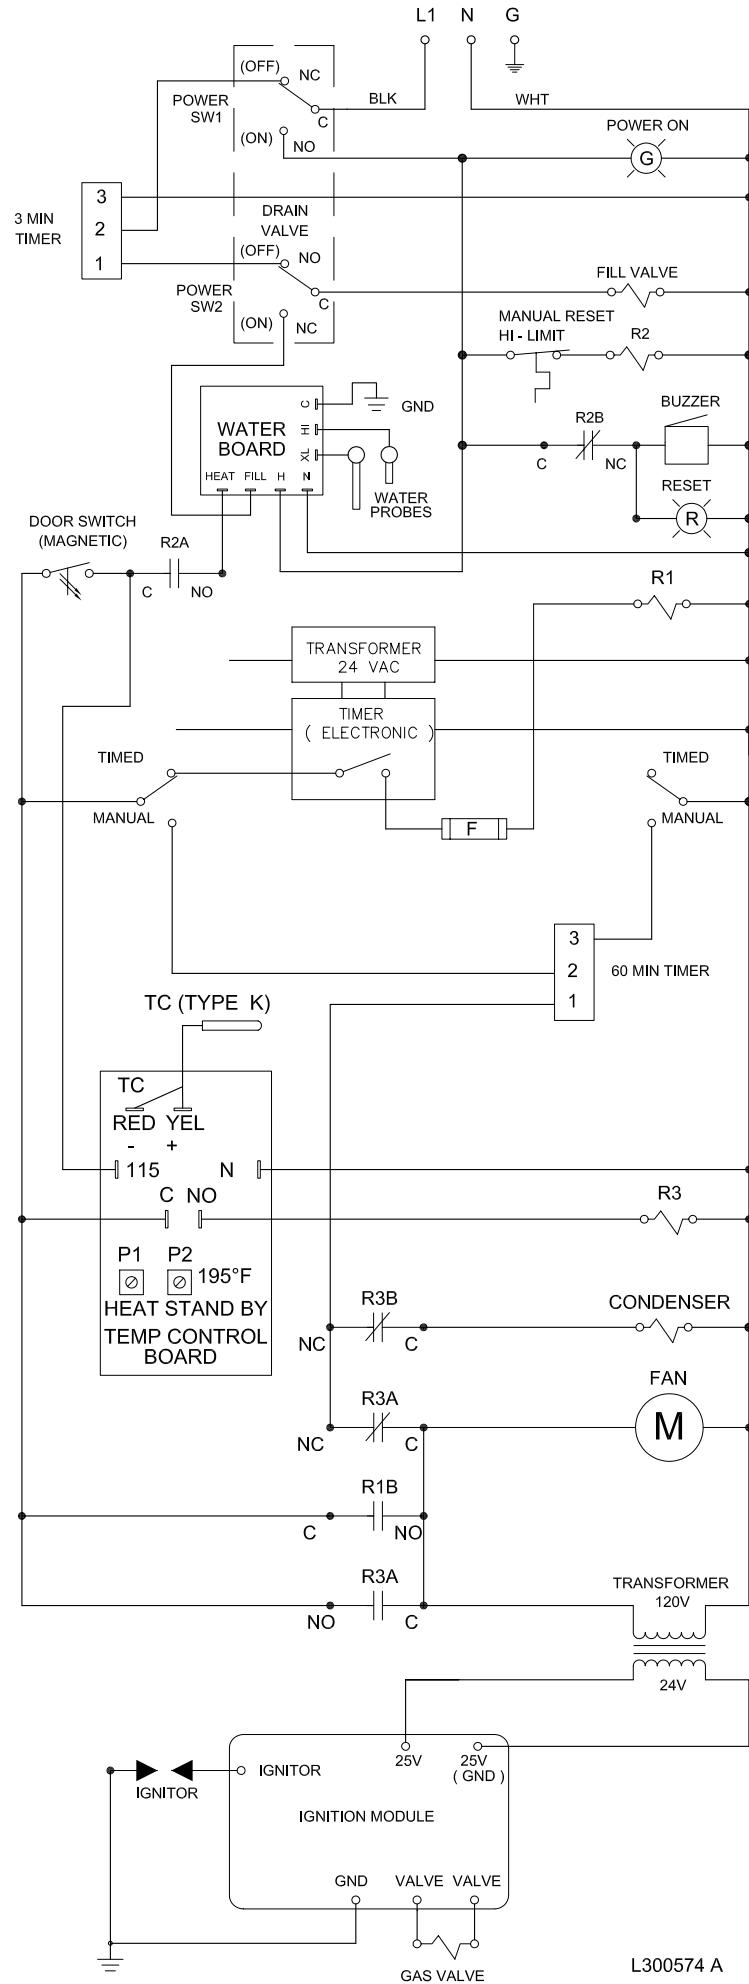 L1 N G
(OFF) NC
POWER
SW1
C
BLK
WHT
(ON) NO
POWER ON
G
3 MIN
TIMER
3
2
1
DRAIN
VALVE
(OFF) NO
POWER
SW2
C
(ON) NC
FILL VALVE
MANUAL RESET
HI - LIMIT
R2
WATER
BOARD
C
HI
XL
HEAT FILL H N
GND
WATER
PROBES
R2B
C NC
BUZZER
RESET
R
DOOR SWITCH
(MAGNETIC)
R2A
C NO
R1
TRANSFORMER
24 VAC
TIMER
( ELECTRONIC )
TIMED
MANUAL
F
TIMED
MANUAL
3
2
1
60 MIN TIMER
TC (TYPE K)
TC
RED YEL
- +
115 N
C NO
P1 P2
195°F
HEAT STAND BY
TEMP CONTROL
BOARD
R3
R3B
NC C
CONDENSER
FAN
M
R3A
NC C
R1B
C NO
R3A
NO C
TRANSFORMER
120V
24V
25V
25V
( GND )
IGNITOR
IGNITOR
IGNITION MODULE
GND VALVE VALVE
GAS VALVE
L300574 A